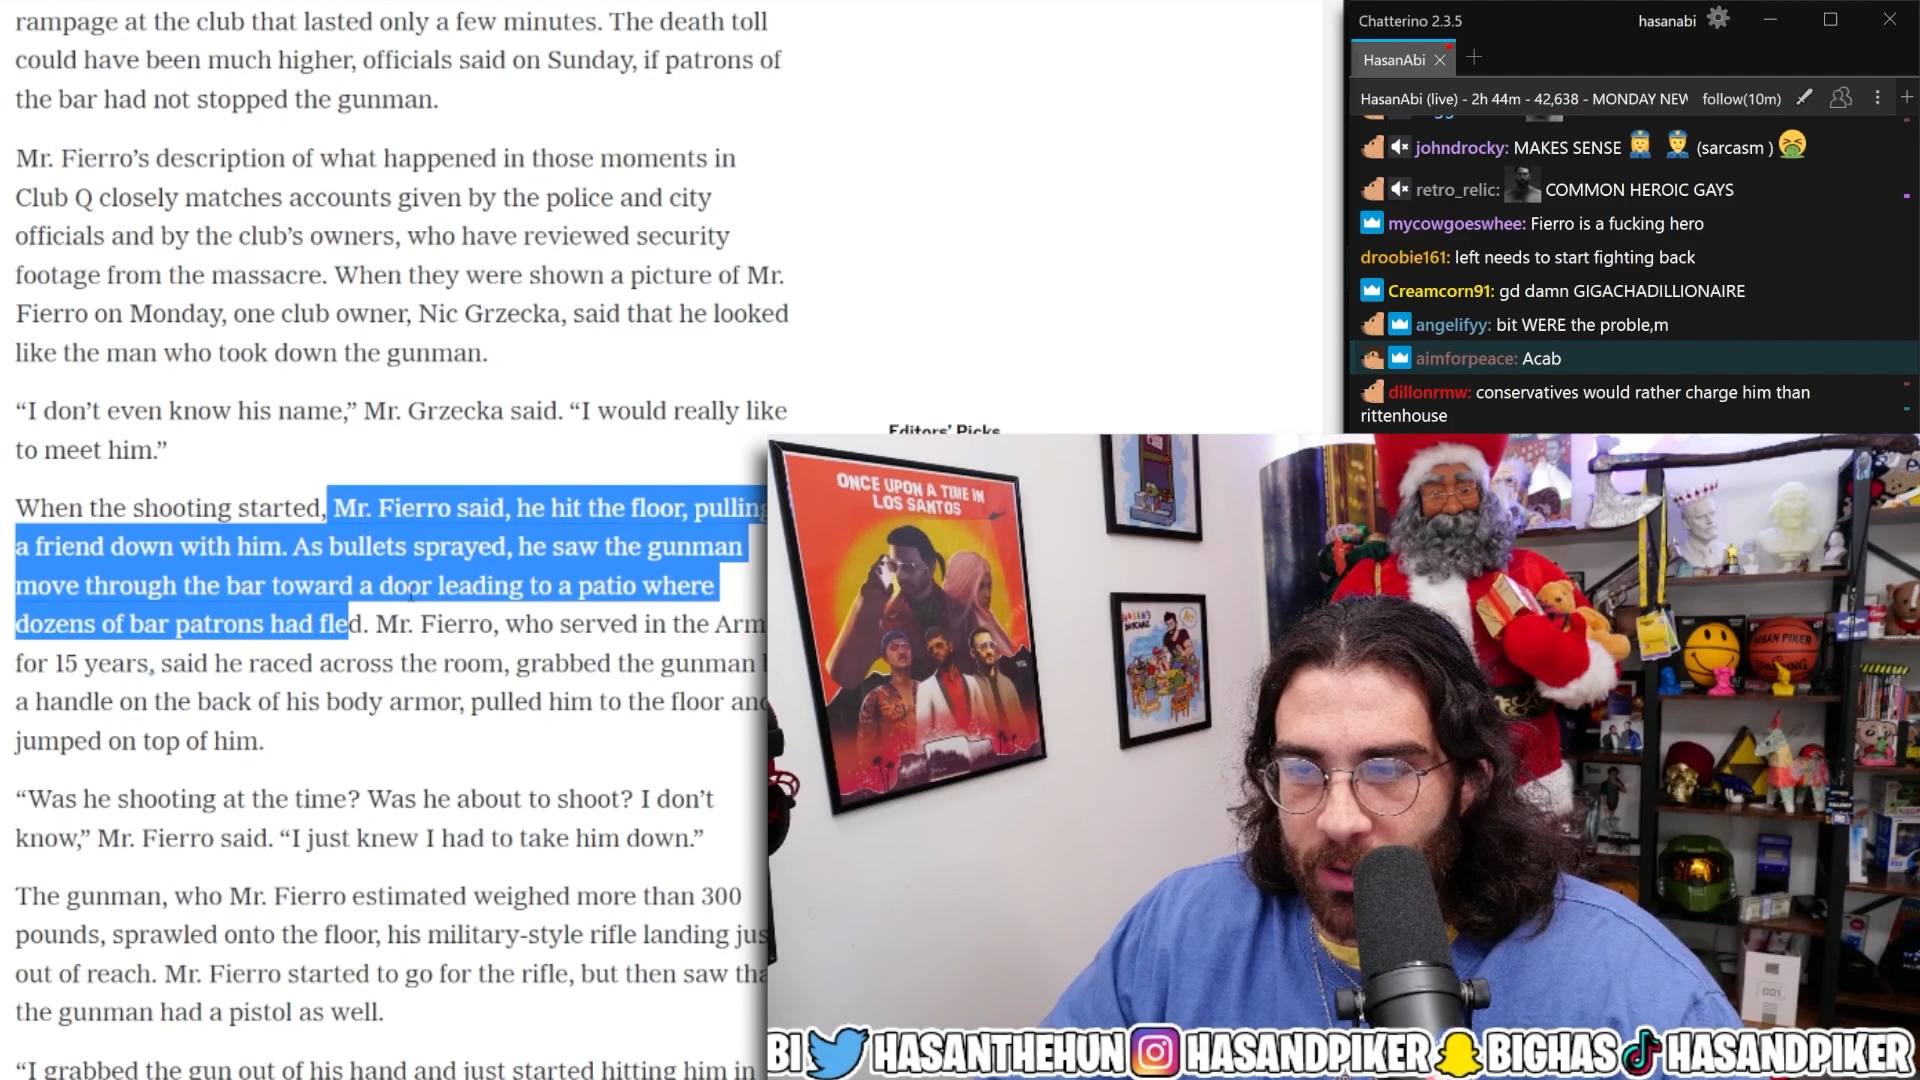 rampage at the club that lasted only a few minutes. The death toll
could have been much higher, officials said on Sunday, if patrons of
the bar had not stopped the gunman.
Mr. Fierro’s description of what happened in those moments in
Club Q closely matches accounts given by the police and city
officials and by the club’s owners, who have reviewed security
footage from the massacre. When they were shown a picture of Mr.
Fierro on Monday, one club owner, Nic Grzecka, said that he looked
like the man who took down the gunman.
“I don’t even know his name,” Mr. Grzecka said. “I would really like
to meet him.”
When the shooting started, Mr. Fierro said, he hit the floor, pulling
a friend down with him. As bullets sprayed, he saw the gunman
move through the bar toward a door leading to a patio where
dozens of bar patrons had fled. Mr. Fierro, who served in the Arm
for 15 years, said he raced across the room, grabbed the gunman
a handle on the back of his body armor, pulled him to the floor and
jumped on top of him.
“Was he shooting at the time? Was he about to shoot? I don’t
know,” Mr. Fierro said. “I just knew I had to take him down.”
The gunman, who Mr. Fierro estimated weighed more than 300
pounds, sprawled onto the floor, his military-style rifle landing jus
out of reach. Mr. Fierro started to go for the rifle, but then saw tha
the gunman had a pistol as well.
“I grabbed the gun out of his hand and just started hitting him in
Editors’ Picks
Chatterino 2.3.5
hasanabi
HasanAbi
HasanAbi (live) - 2h 44m - 42,638 - MONDAY NEW
follow(10m)
johndrocky: MAKES SENSE 👮‍♀️ 👮‍♂️ (sarcasm ) 🤮
retro_relic: COMMON HEROIC GAYS
mycowgoeswhee: Fierro is a fucking hero
droobie161: left needs to start fighting back
Creamcorn91: gd damn GIGACHADILLIONAIRE
angelifyy: bit WERE the proble,m
aimforpeace: Acab
dillonrmw: conservatives would rather charge him than
rittenhouse
ONCE UPON A TIME IN
LOS SANTOS
HASAN PIKER
SPALDING
001
BI HASANTHEHUN HASANDPIKER BIGHAS HASANDPIKER